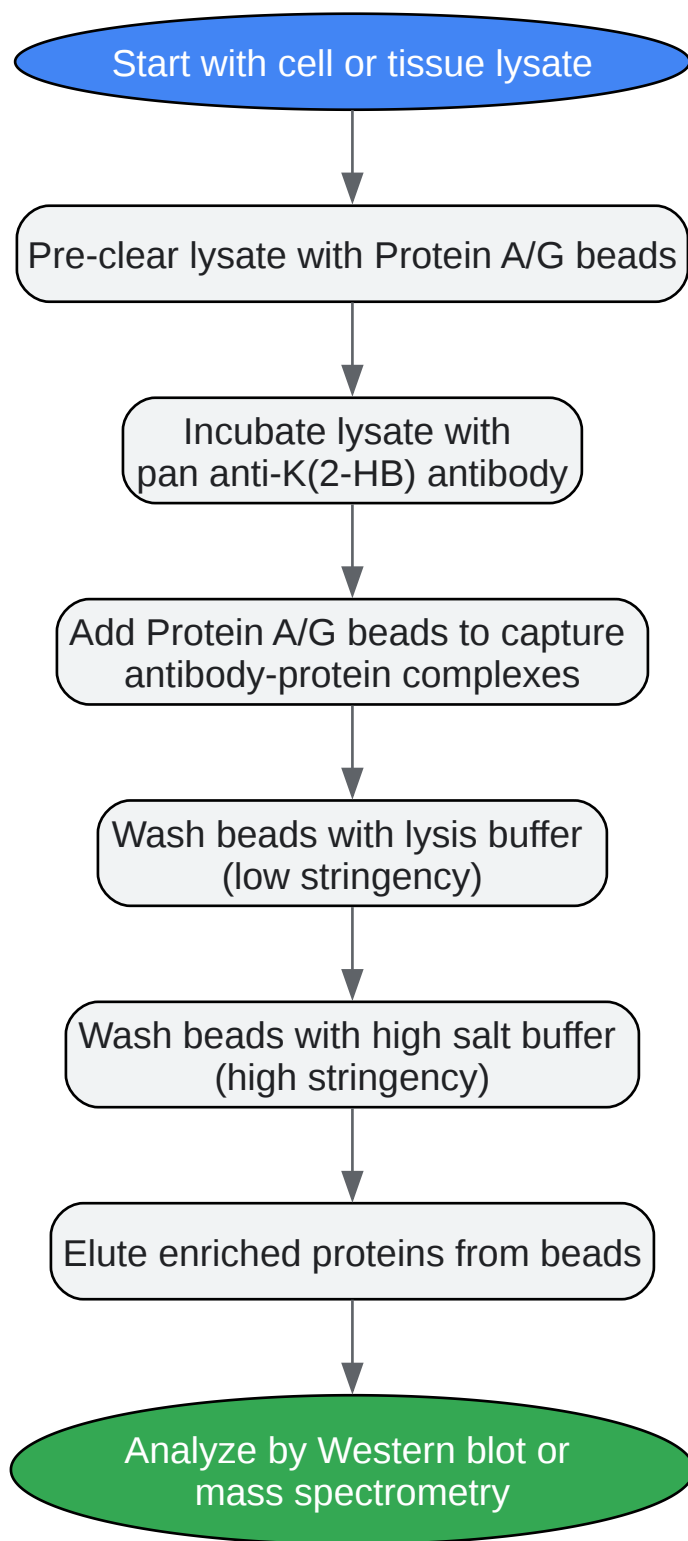 Start with cell or tissue lysate
Pre-clear lysate with Protein A/G beads
Incubate lysate with
pan anti-K(2-HB) antibody
Add Protein A/G beads to capture
antibody-protein complexes
Wash beads with lysis buffer
(low stringency)
Wash beads with high salt buffer
(high stringency)
Elute enriched proteins from beads
Analyze by Western blot or
mass spectrometry